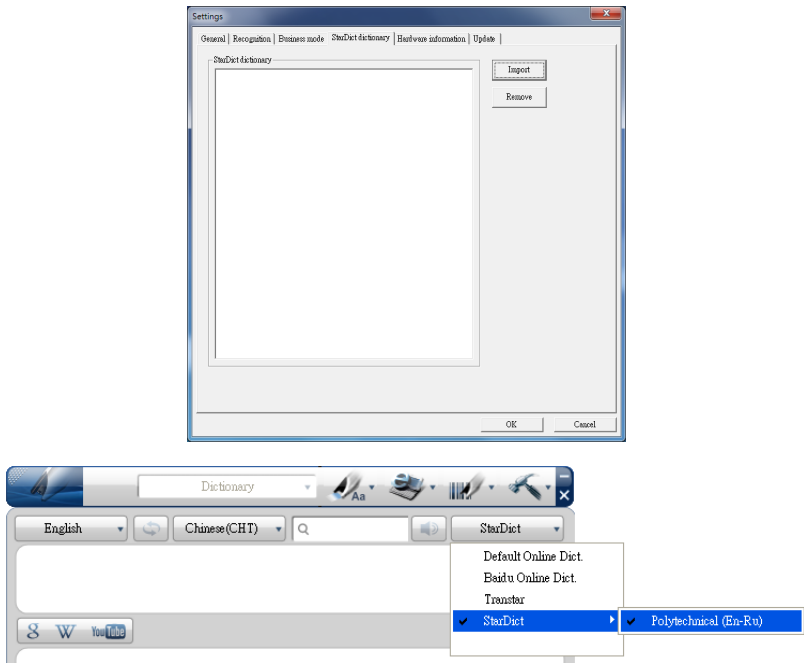 Settings
General Recognition Business mode StarDict dictionary Hardware information Update
StarDict dictionary
Import
Remove
OK Cancel
Dictionary
Aa
English Chinese(CHT) StarDict
Default Online Dict.
Baidu Online Dict.
Transtar
StarDict Polytechnical (En-Ru)
8 W YouTube